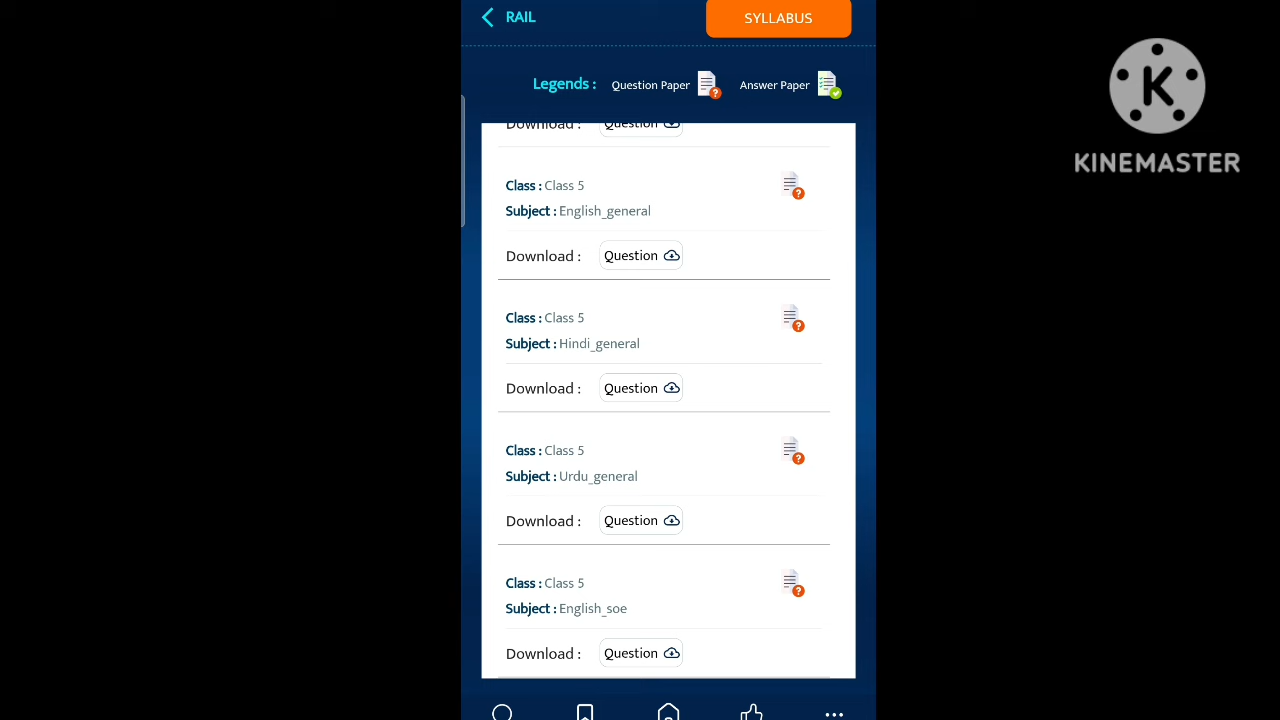 RAIL
SYLLABUS
Legends : Question Paper Answer Paper
Download : Question
Class : Class 5
Subject : English_general
Download : Question
Class : Class 5
Subject : Hindi_general
Download : Question
Class : Class 5
Subject : Urdu_general
Download : Question
Class : Class 5
Subject : English_soe
Download : Question
K
KINEMASTER